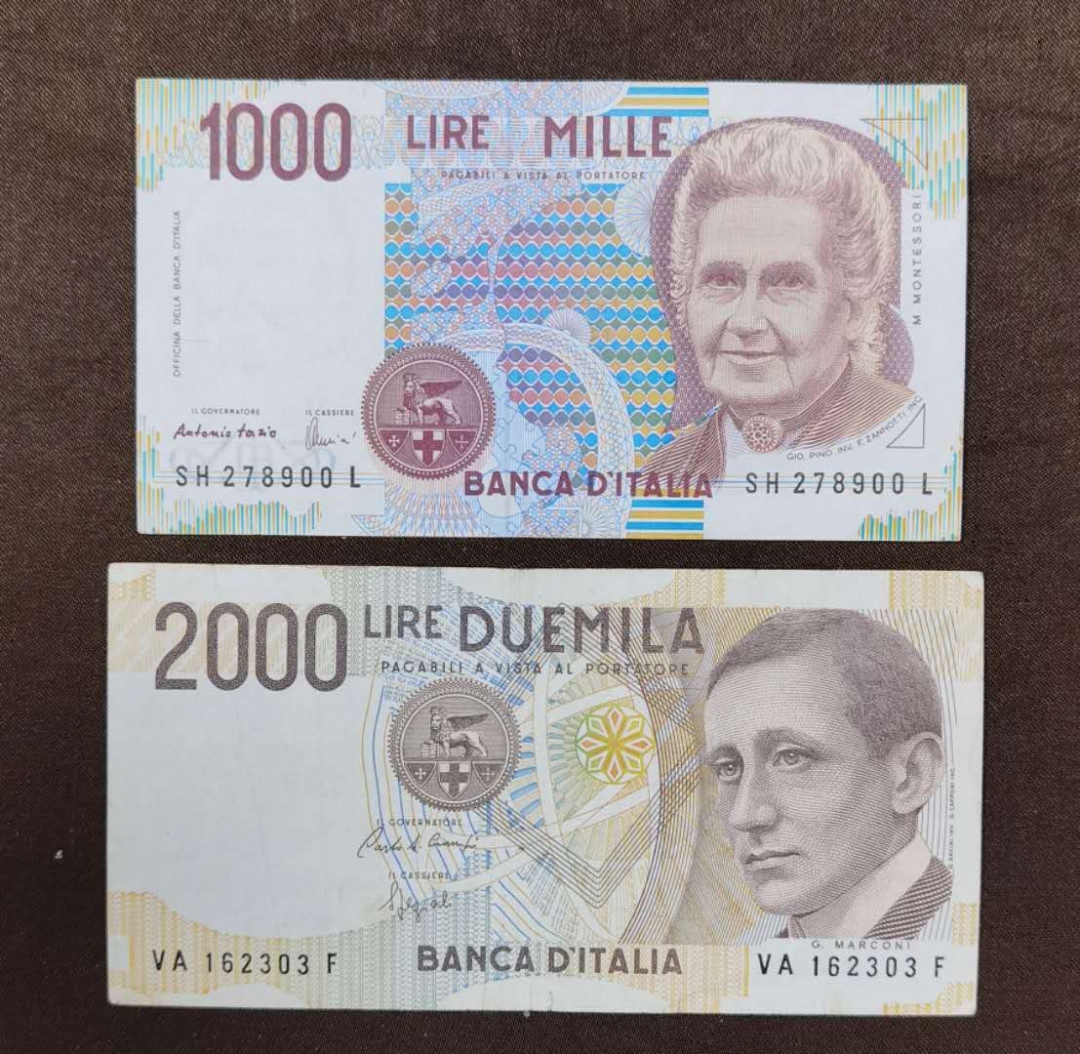 1000 LIRE MILLE
PAGABILI A VISTA AL PORTATORE
OFFICINA DELLA BANCA D'ITALIA
M MONTESSORI
IL GOVERNATORE IL CASSIERE
Antonio Fazio
GIO. PINO INV. F. ZANNOTTI INC.
SH 278900 L BANCA D'ITALIA SH 278900 L
2000 LIRE DUEMILA
PAGABILI A VISTA AL PORTATORE
IL GOVERNATORE
IL CASSIERE
G. MARCONI
VA 162303 F BANCA D'ITALIA VA 162303 F